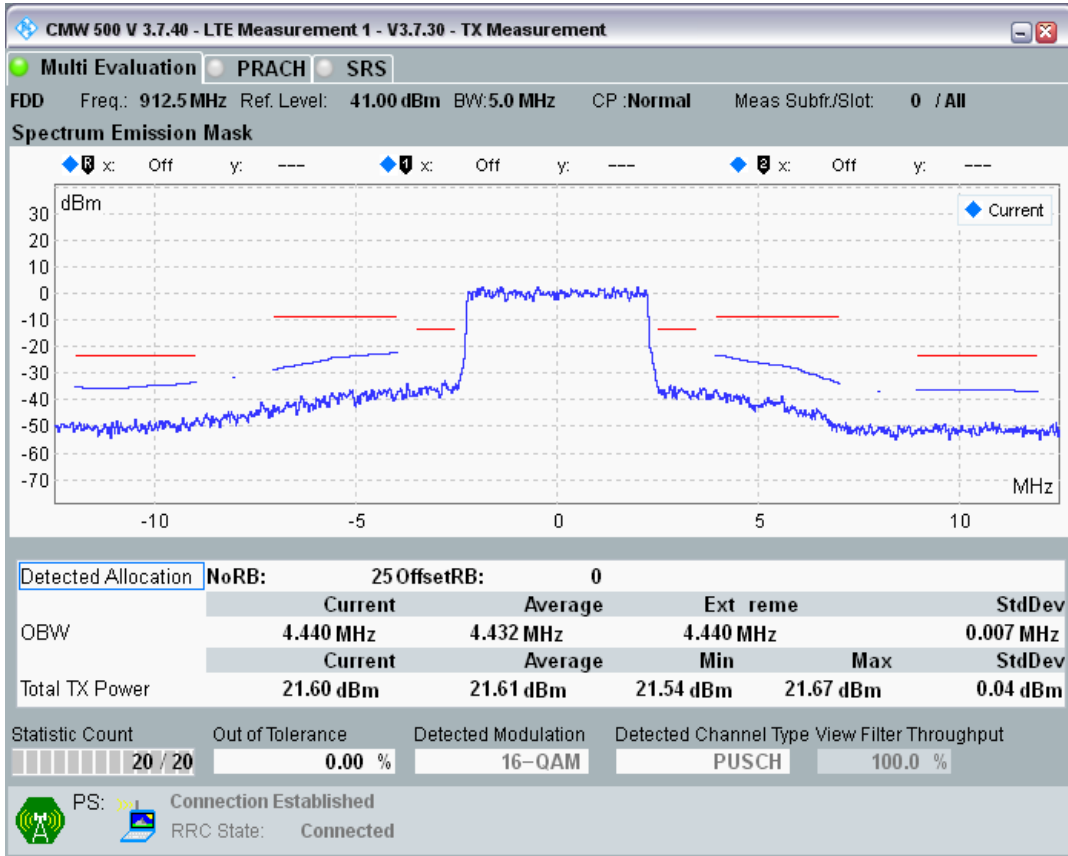 CMW 500 V 3.7.40 - LTE Measurement 1 - V3.7.30 - TX Measurement
Multi Evaluation PRACH SRS
FDD Freq.: 912.5 MHz Ref. Level: 41.00 dBm BW:5.0 MHz CP :Normal Meas Subfr./Slot: 0 / All
Spectrum Emission Mask
R x: Off y: --- 1 x: Off y: --- 2 x: Off y: ---
dBm
Current
30
20
10
0
-10
-20
-30
-40
-50
-60
-70
MHz
-10 -5 0 5 10
Detected Allocation NoRB: 25 OffsetRB: 0
Current Average Ext reme StdDev
OBW 4.440 MHz 4.432 MHz 4.440 MHz 0.007 MHz
Current Average Min Max StdDev
Total TX Power 21.60 dBm 21.61 dBm 21.54 dBm 21.67 dBm 0.04 dBm
Statistic Count Out of Tolerance Detected Modulation Detected Channel Type View Filter Throughput
20 / 20 0.00 % 16-QAM PUSCH 100.0 %
PS: Connection Established
RRC State: Connected